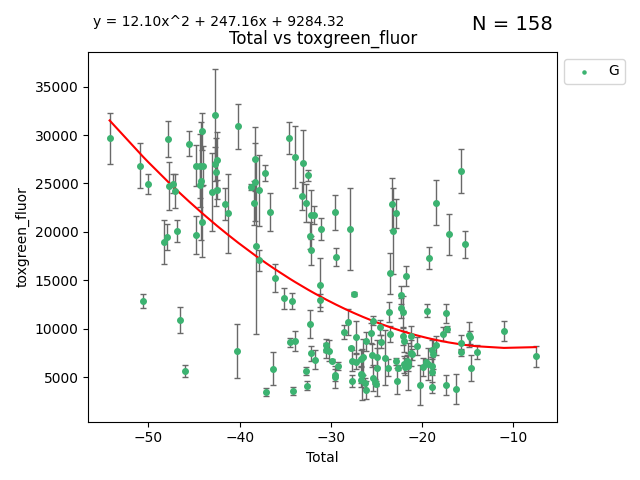 y = 12.10x^2 + 247.16x + 9284.32
N = 158
Total vs toxgreen_fluor
G
toxgreen_fluor
35000
30000
25000
20000
15000
10000
5000
−50
−40
−30
−20
−10
Total